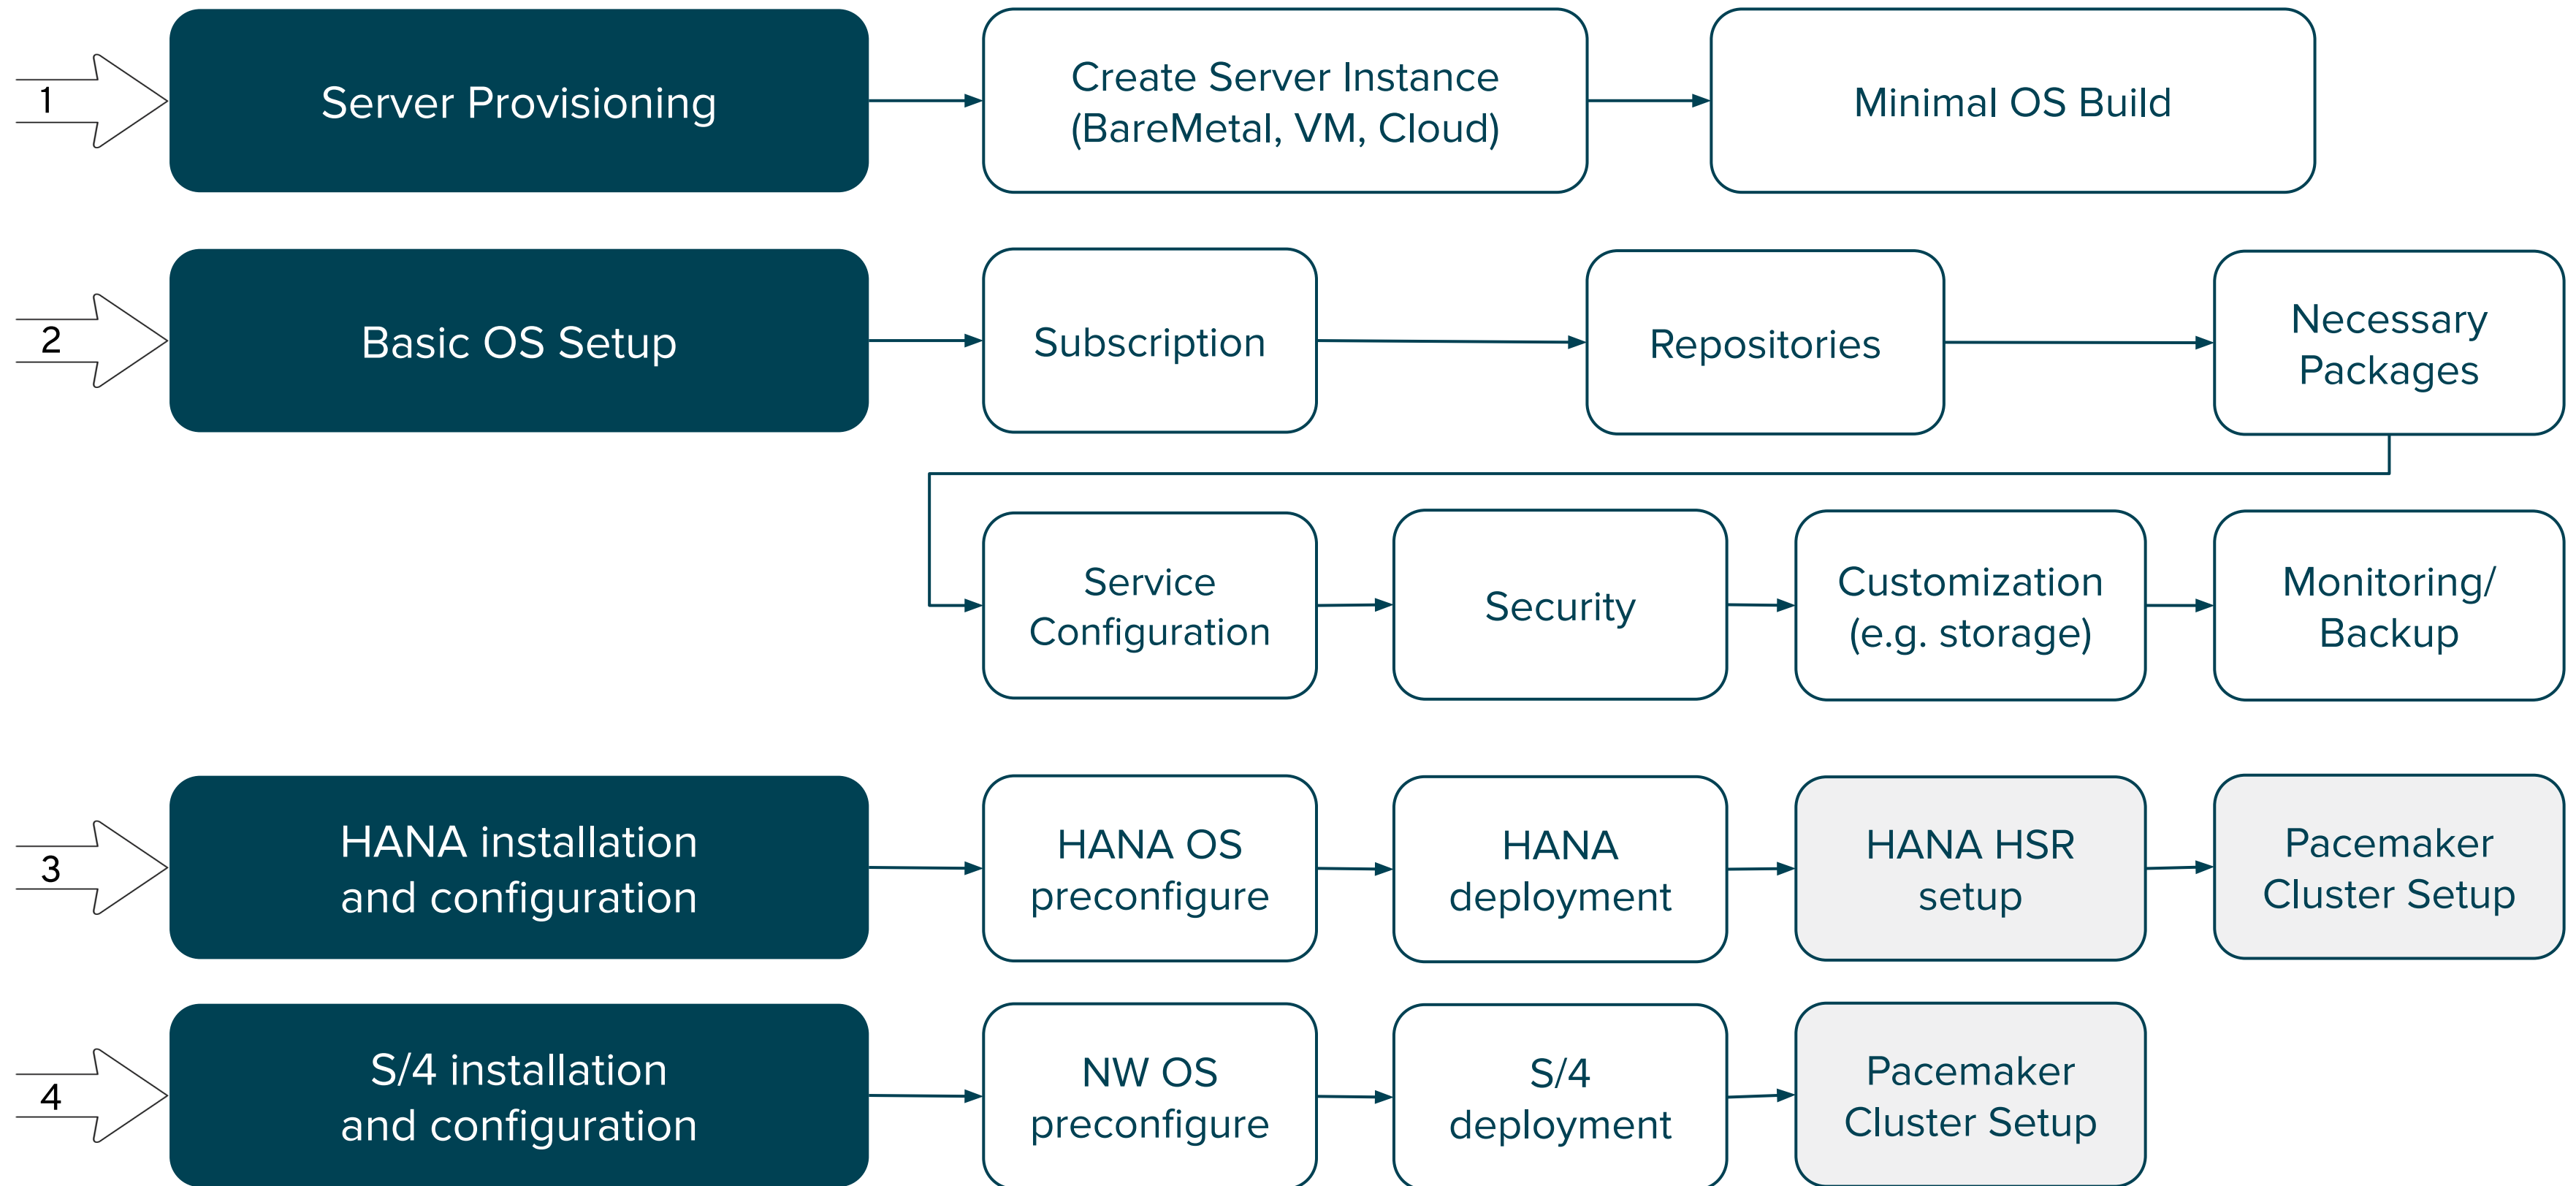 1
Server Provisioning
Create Server Instance
(BareMetal, VM, Cloud)
Minimal OS Build
2
Basic OS Setup
Subscription
Repositories
Necessary
Packages
Service
Configuration
Security
Customization
(e.g. storage)
Monitoring/
Backup
3
HANA installation
and configuration
HANA OS
preconfigure
HANA
deployment
HANA HSR
setup
Pacemaker
Cluster Setup
4
S/4 installation
and configuration
NW OS
preconfigure
S/4
deployment
Pacemaker
Cluster Setup